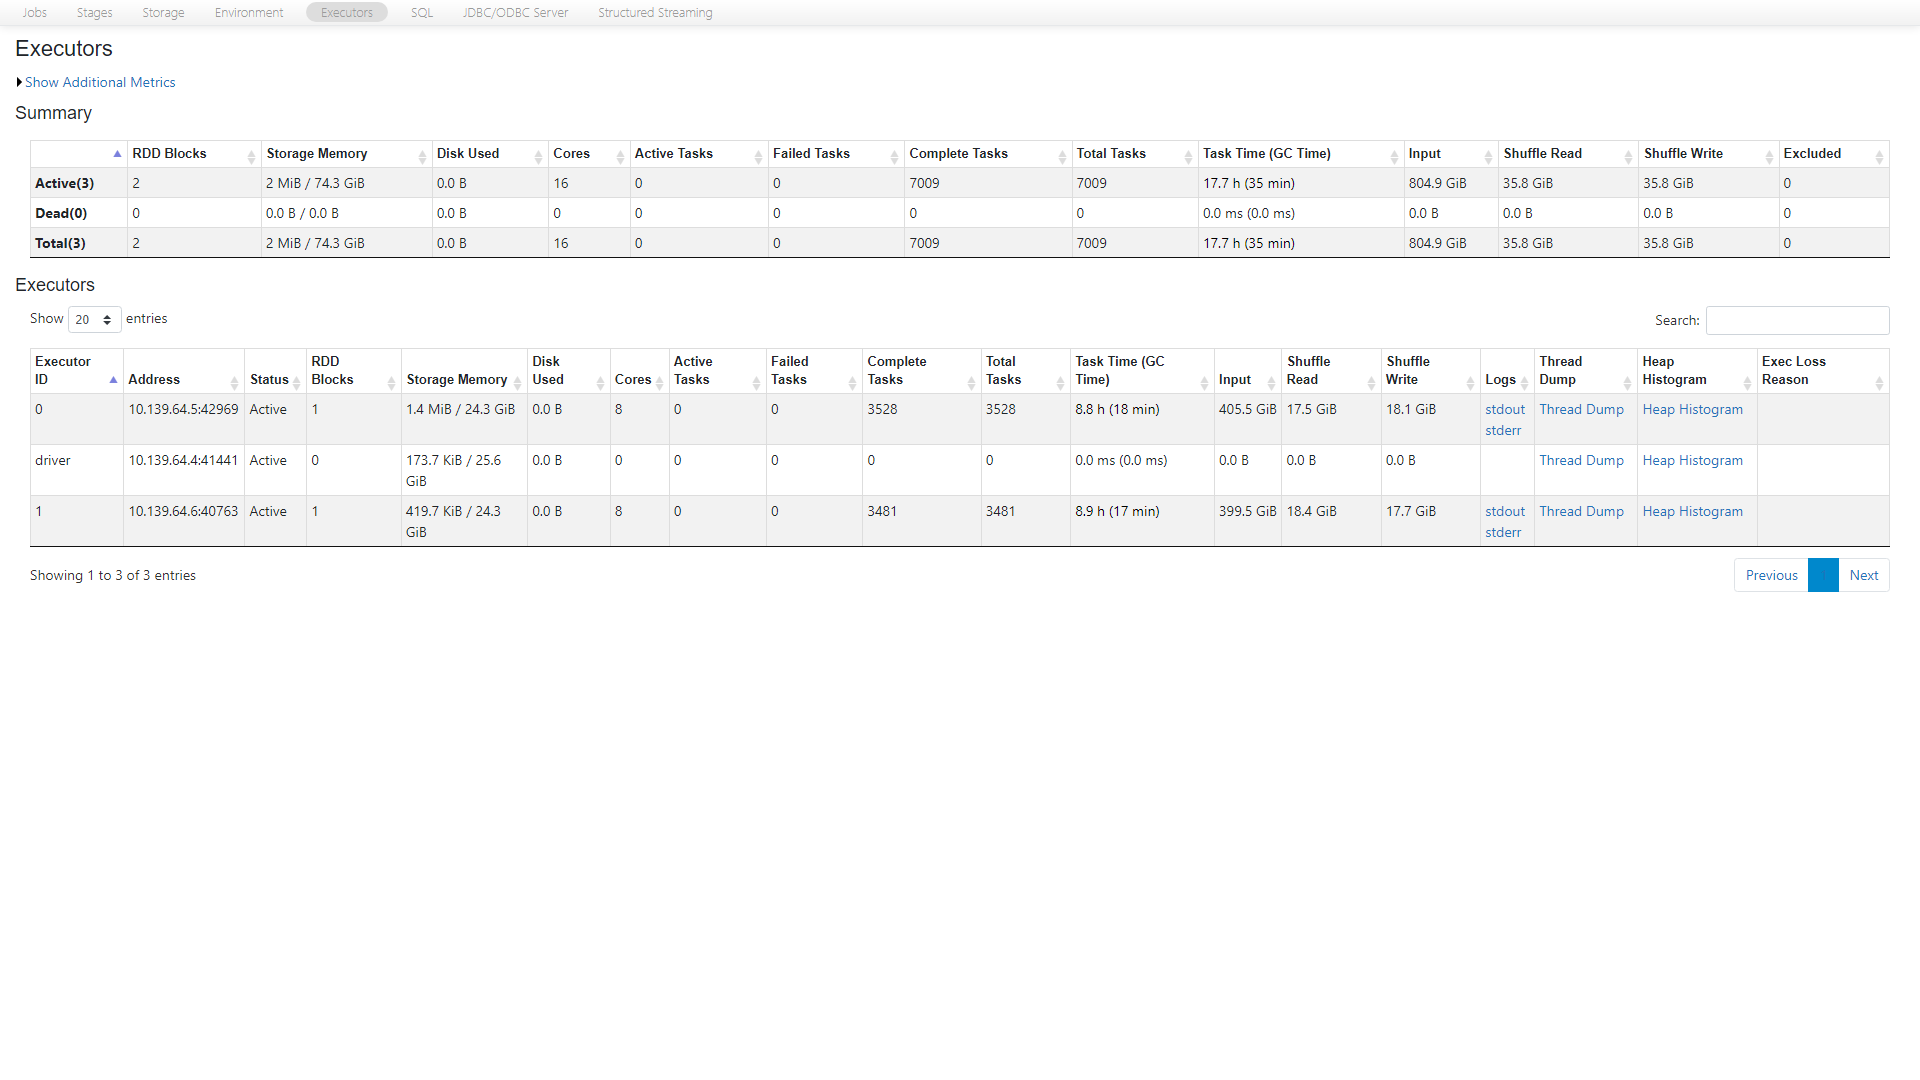 Jobs Stages Storage Environment Executors SQL JDBC/ODBC Server Structured Streaming
Executors
Show Additional Metrics
Summary
RDD Blocks Storage Memory Disk Used Cores Active Tasks Failed Tasks Complete Tasks Total Tasks Task Time (GC Time) Input Shuffle Read Shuffle Write Excluded
Active(3) 2 2 MiB / 74.3 GiB 0.0 B 16 0 0 7009 7009 17.7 h (35 min) 804.9 GiB 35.8 GiB 35.8 GiB 0
Dead(0) 0 0.0 B / 0.0 B 0.0 B 0 0 0 0 0 0.0 ms (0.0 ms) 0.0 B 0.0 B 0.0 B 0
Total(3) 2 2 MiB / 74.3 GiB 0.0 B 16 0 0 7009 7009 17.7 h (35 min) 804.9 GiB 35.8 GiB 35.8 GiB 0
Executors
Show 20 entries Search:
Executor RDD Disk Active Failed Complete Total Task Time (GC Shuffle Shuffle Thread Heap Exec Loss
ID Address Status Blocks Storage Memory Used Cores Tasks Tasks Tasks Tasks Time) Input Read Write Logs Dump Histogram Reason
0 10.139.64.5:42969 Active 1 1.4 MiB / 24.3 GiB 0.0 B 8 0 0 3528 3528 8.8 h (18 min) 405.5 GiB 17.5 GiB 18.1 GiB stdout Thread Dump Heap Histogram
stderr
driver 10.139.64.4:41441 Active 0 173.7 KiB / 25.6 0.0 B 0 0 0 0 0 0.0 ms (0.0 ms) 0.0 B 0.0 B 0.0 B Thread Dump Heap Histogram
GiB
1 10.139.64.6:40763 Active 1 419.7 KiB / 24.3 0.0 B 8 0 0 3481 3481 8.9 h (17 min) 399.5 GiB 18.4 GiB 17.7 GiB stdout Thread Dump Heap Histogram
GiB stderr
Showing 1 to 3 of 3 entries Previous Next